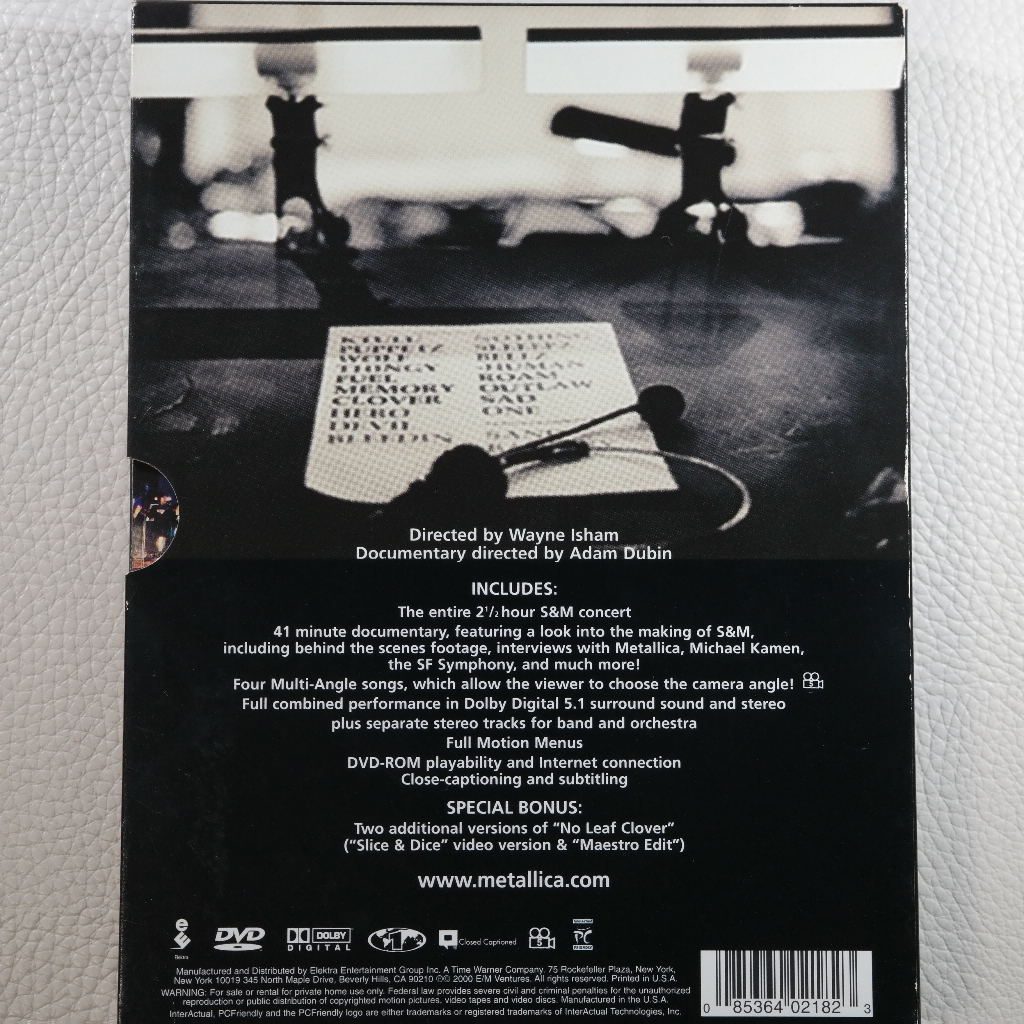 KTULU
PUPPETZ
WOLF
THINGY
FUEL
MEMORY
CLOVER
HERO
DEVIL
BLEEDIN
SLEEPZ
BELLZ
HUMAN
ROAM
OUTLAW
SAD
ONE
Directed by Wayne Isham
Documentary directed by Adam Dubin
INCLUDES:
The entire 2 1/2 hour S&M concert
41 minute documentary, featuring a look into the making of S&M,
including behind the scenes footage, interviews with Metallica, Michael Kamen,
the SF Symphony, and much more!
Four Multi-Angle songs, which allow the viewer to choose the camera angle!
Full combined performance in Dolby Digital 5.1 surround sound and stereo
plus separate stereo tracks for band and orchestra
Full Motion Menus
DVD-ROM playability and Internet connection
Close-captioning and subtitling
SPECIAL BONUS:
Two additional versions of "No Leaf Clover"
("Slice & Dice" video version & "Maestro Edit")
www.metallica.com
e
Elektra
DVD
DOLBY
DIGITAL
Closed Captioned
PC
Manufactured and Distributed by Elektra Entertainment Group Inc. A Time Warner Company. 75 Rockefeller Plaza, New York,
New York 10019 345 North Maple Drive, Beverly Hills, CA 90210 ℗© 2000 E/M Ventures. All rights reserved. Printed in U.S.A.
WARNING: For sale or rental for private home use only. Federal law provides severe civil and criminal penalties for the unauthorized
reproduction or public distribution of copyrighted motion pictures, video tapes and video discs. Manufactured in the U.S.A.
InterActual, PCFriendly and the PCFriendly logo are either trademarks or registered trademarks of InterActual Technologies, Inc.
0 85364 02182 3